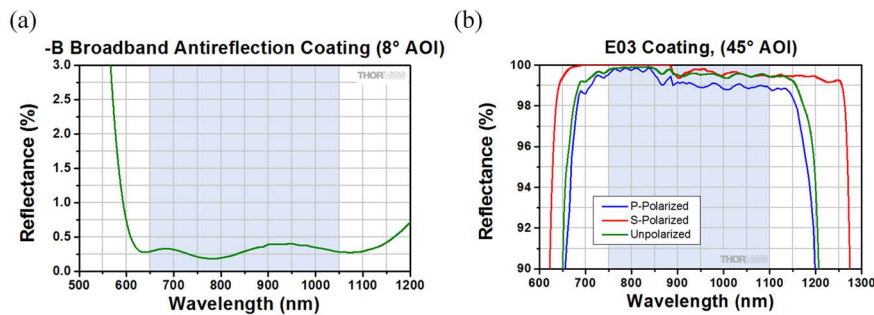 (a)
-B Broadband Antireflection Coating (8° AOI)
3.0
2.5
2.0
1.5
1.0
0.5
0.0
Reflectance (%)
THORLABS
500 600 700 800 900 1000 1100 1200
Wavelength (nm)
(b)
E03 Coating, (45° AOI)
100
98
96
94
92
90
Reflectance (%)
P-Polarized
S-Polarized
Unpolarized
THORLABS
600 700 800 900 1000 1100 1200 1300
Wavelength (nm)